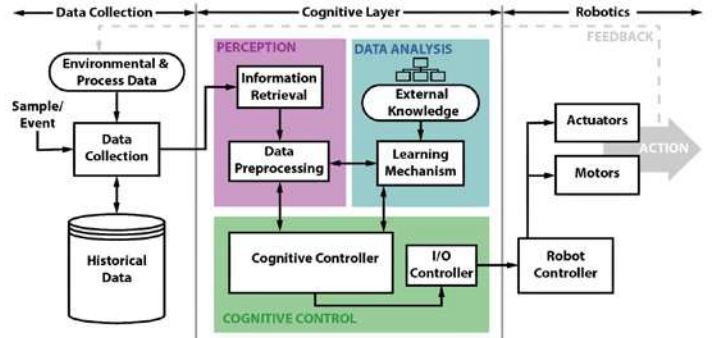 Data Collection
Cognitive Layer
Robotics
FEEDBACK
PERCEPTION
DATA ANALYSIS
Environmental &
Process Data
Information
Retrieval
External
Knowledge
Sample/
Event
Data
Collection
Data
Preprocessing
Learning
Mechanism
Actuators
ACTION
Motors
Historical
Data
Cognitive Controller
I/O
Controller
Robot
Controller
COGNITIVE CONTROL